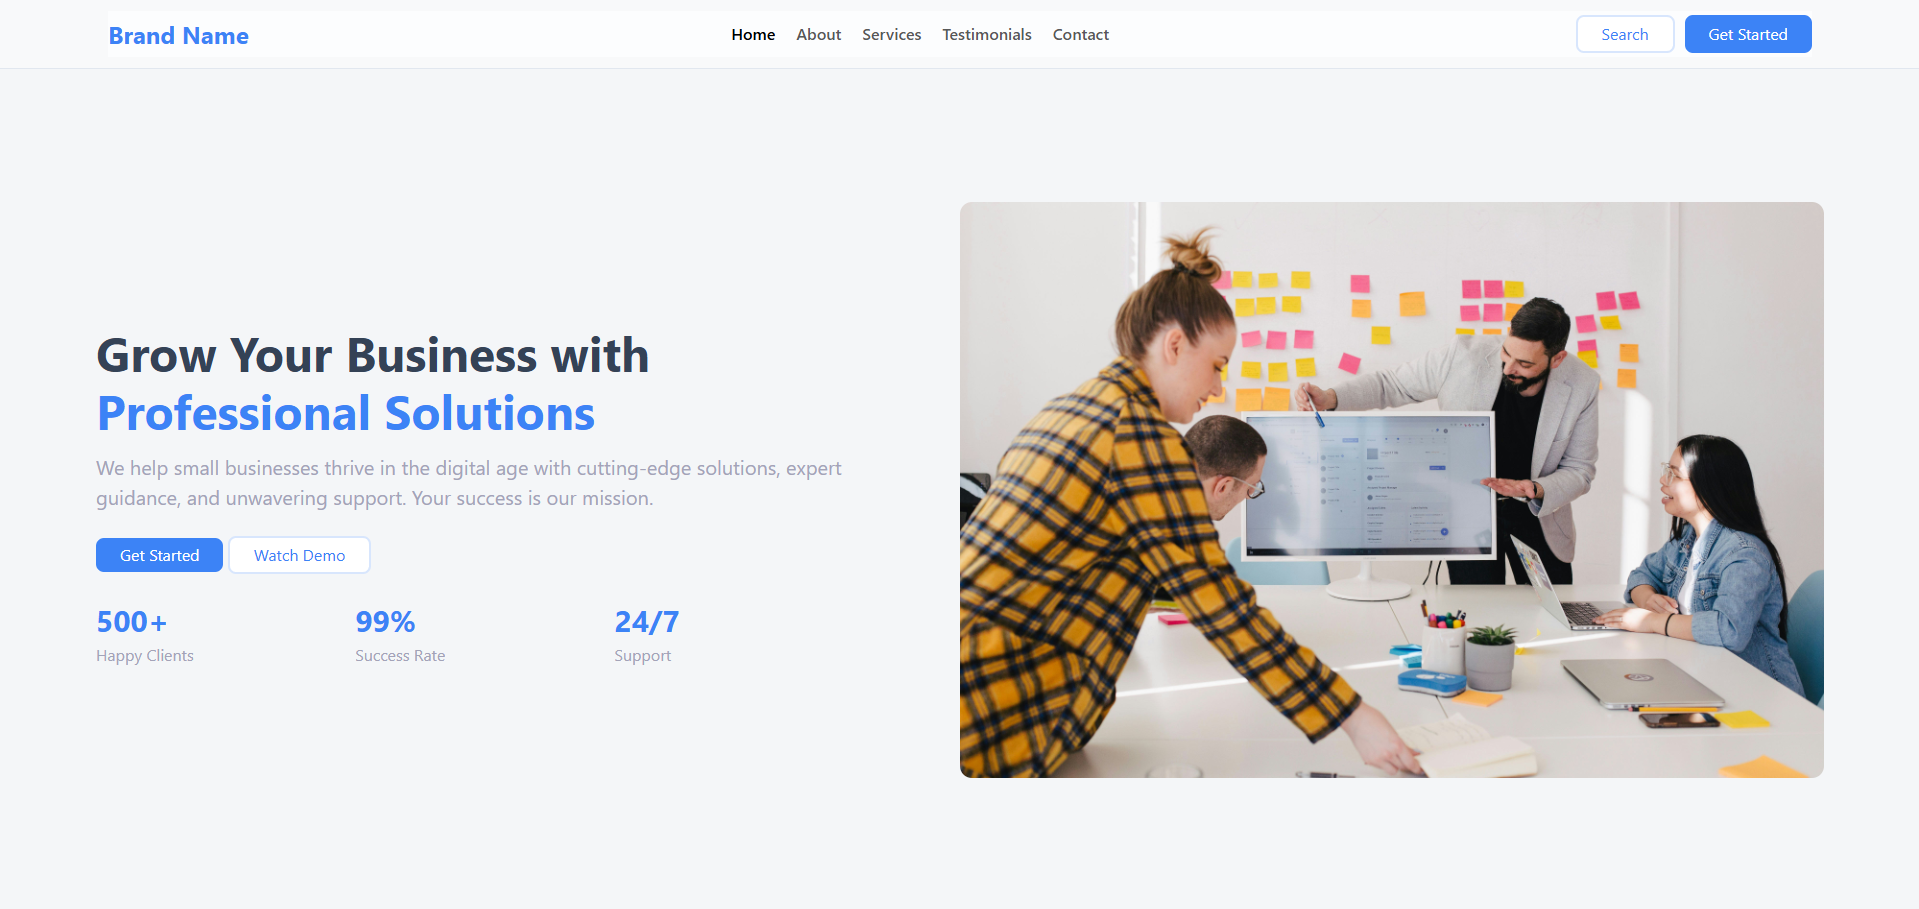 Brand Name
Home About Services Testimonials Contact
Search Get Started
Grow Your Business with
Professional Solutions
We help small businesses thrive in the digital age with cutting-edge solutions, expert
guidance, and unwavering support. Your success is our mission.
Get Started Watch Demo
500+ 99% 24/7
Happy Clients Success Rate Support